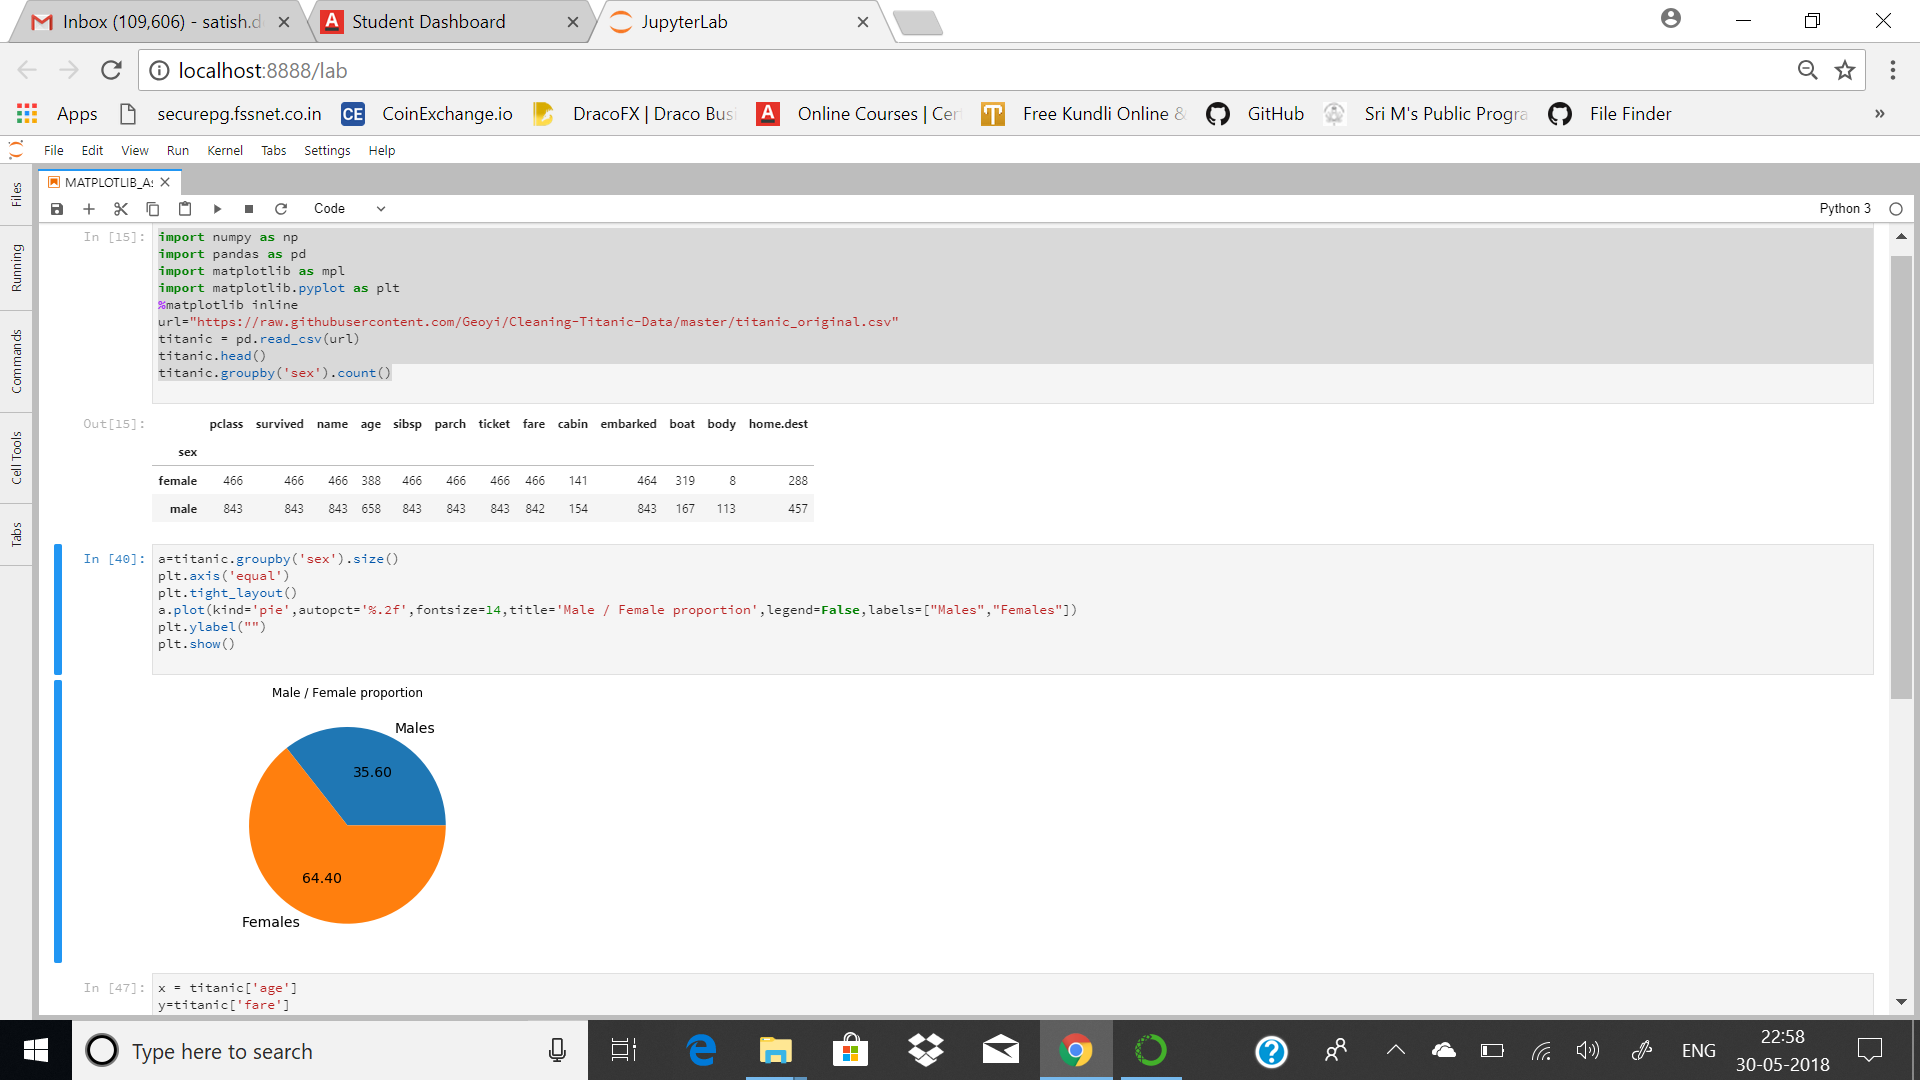 Inbox (109,606) - satish.d
Student Dashboard
JupyterLab
localhost:8888/lab
Apps
securepg.fssnet.co.in
CE
CoinExchange.io
DracoFX | Draco Busi
Online Courses | Cert
Free Kundli Online &
GitHub
Sri M's Public Progra
File Finder
»
File Edit View Run Kernel Tabs Settings Help
Files
Running
Commands
Cell Tools
Tabs
MATPLOTLIB_As
Code
Python 3
In [15]:
import numpy as np
import pandas as pd
import matplotlib as mpl
import matplotlib.pyplot as plt
%matplotlib inline
url="https://raw.githubusercontent.com/Geoyi/Cleaning-Titanic-Data/master/titanic_original.csv"
titanic = pd.read_csv(url)
titanic.head()
titanic.groupby('sex').count()
Out[15]:
pclass survived name age sibsp parch ticket fare cabin embarked boat body home.dest
sex
female 466 466 466 388 466 466 466 466 141 464 319 8 288
male 843 843 843 658 843 843 843 842 154 843 167 113 457
In [40]:
a=titanic.groupby('sex').size()
plt.axis('equal')
plt.tight_layout()
a.plot(kind='pie',autopct='%.2f',fontsize=14,title='Male / Female proportion',legend=False,labels=["Males","Females"])
plt.ylabel("")
plt.show()
Male / Female proportion
Males
35.60
64.40
Females
In [47]:
x = titanic['age']
y=titanic['fare']
Type here to search
ENG
22:58
30-05-2018